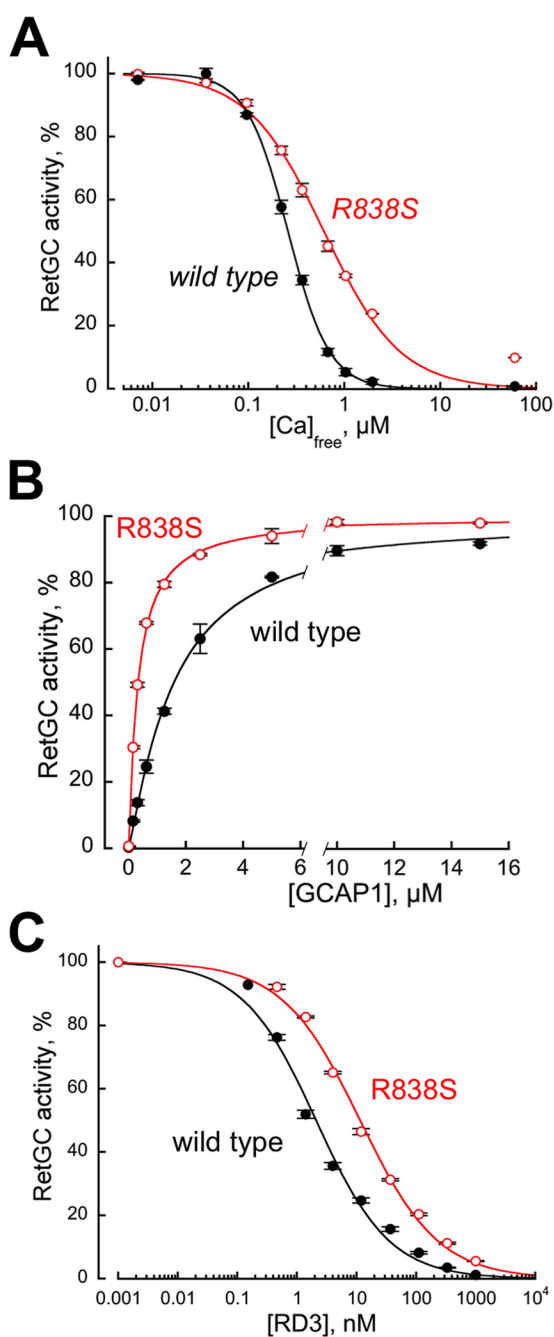 A
RetGC activity, %
100
80
60
40
20
0
R838S
wild type
0.01 0.1 1 10 100
[Ca]free, µM
B
RetGC activity, %
100
80
60
40
20
0
R838S
wild type
0 2 4 6 10 12 14 16
[GCAP1], µM
C
RetGC activity, %
100
80
60
40
20
0
R838S
wild type
0.001 0.1 1 10 100 1000 10⁴
[RD3], nM